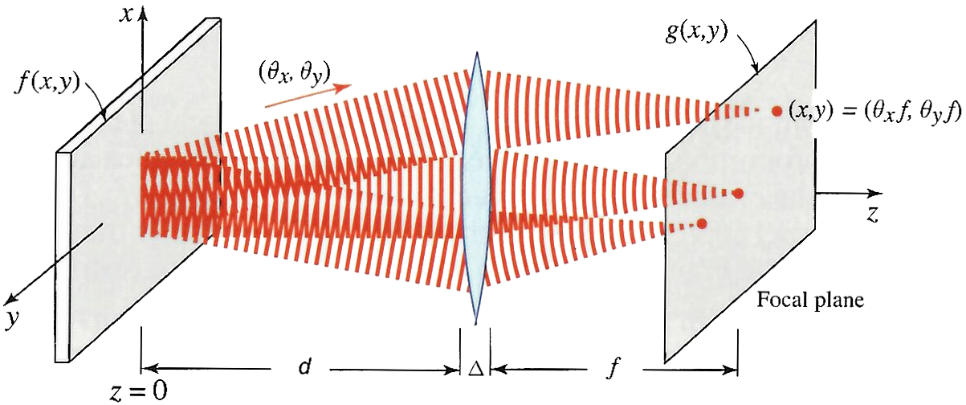 x
f(x,y)
(θx, θy)
g(x,y)
(x,y) = (θxf, θyf)
z
y
Focal plane
d
Δ
f
z = 0